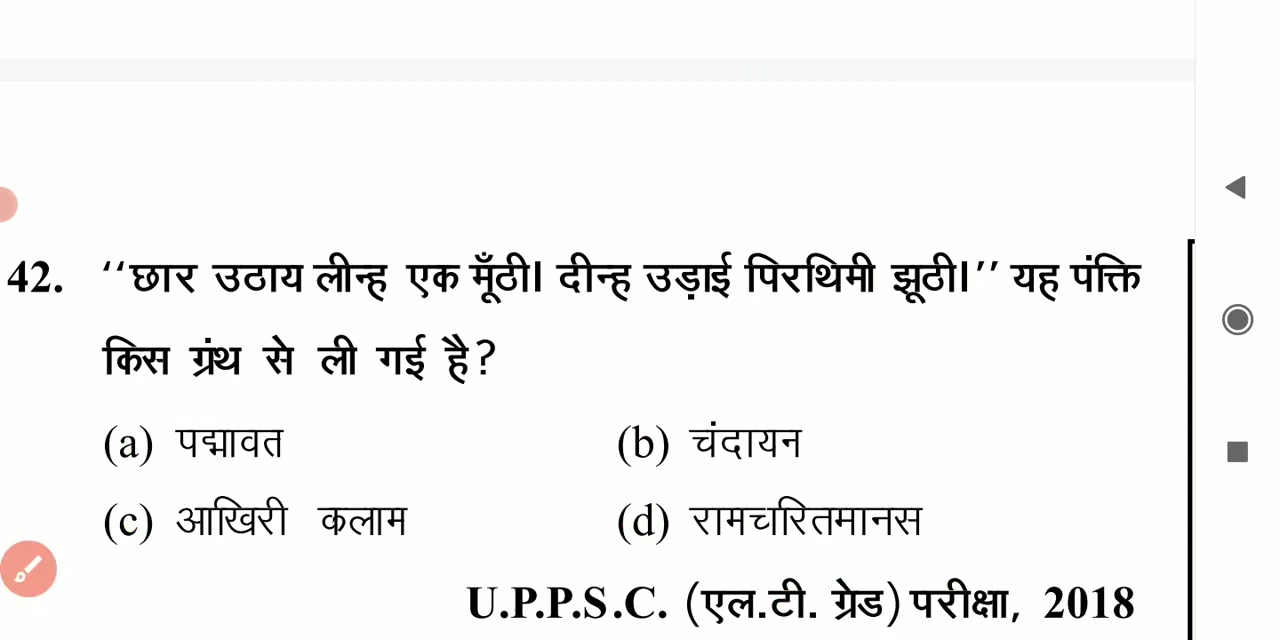 42. ‘‘छार उठाय लीन्ह एक मूँठी। दीन्ह उड़ाई पिरथिमी झूठी।’’ यह पंक्ति
किस ग्रंथ से ली गई है?
(a) पद्मावत (b) चंदायन
(c) आखिरी कलाम (d) रामचरितमानस
U.P.P.S.C. (एल.टी. ग्रेड) परीक्षा, 2018